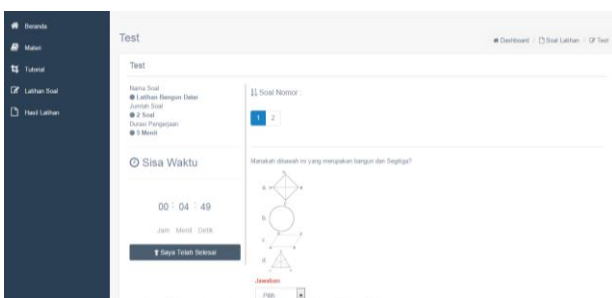 Beranda
Materi
Tutorial
Latihan Soal
Hasil Latihan
Test
Dashboard
Soal Latihan
Test
Test
Nama Soal
Latihan Bangun Datar
Jumlah Soal
2 Soal
Durasi Pengerjaan
5 Menit
Soal Nomor :
1 2
Sisa Waktu
00 : 04 : 49
Jam Menit Detik
Saya Telah Selesai
Manakah dibawah ini yang merupakan bangun dari Segitiga?
a.
b.
c.
d.
Jawaban:
Pilih